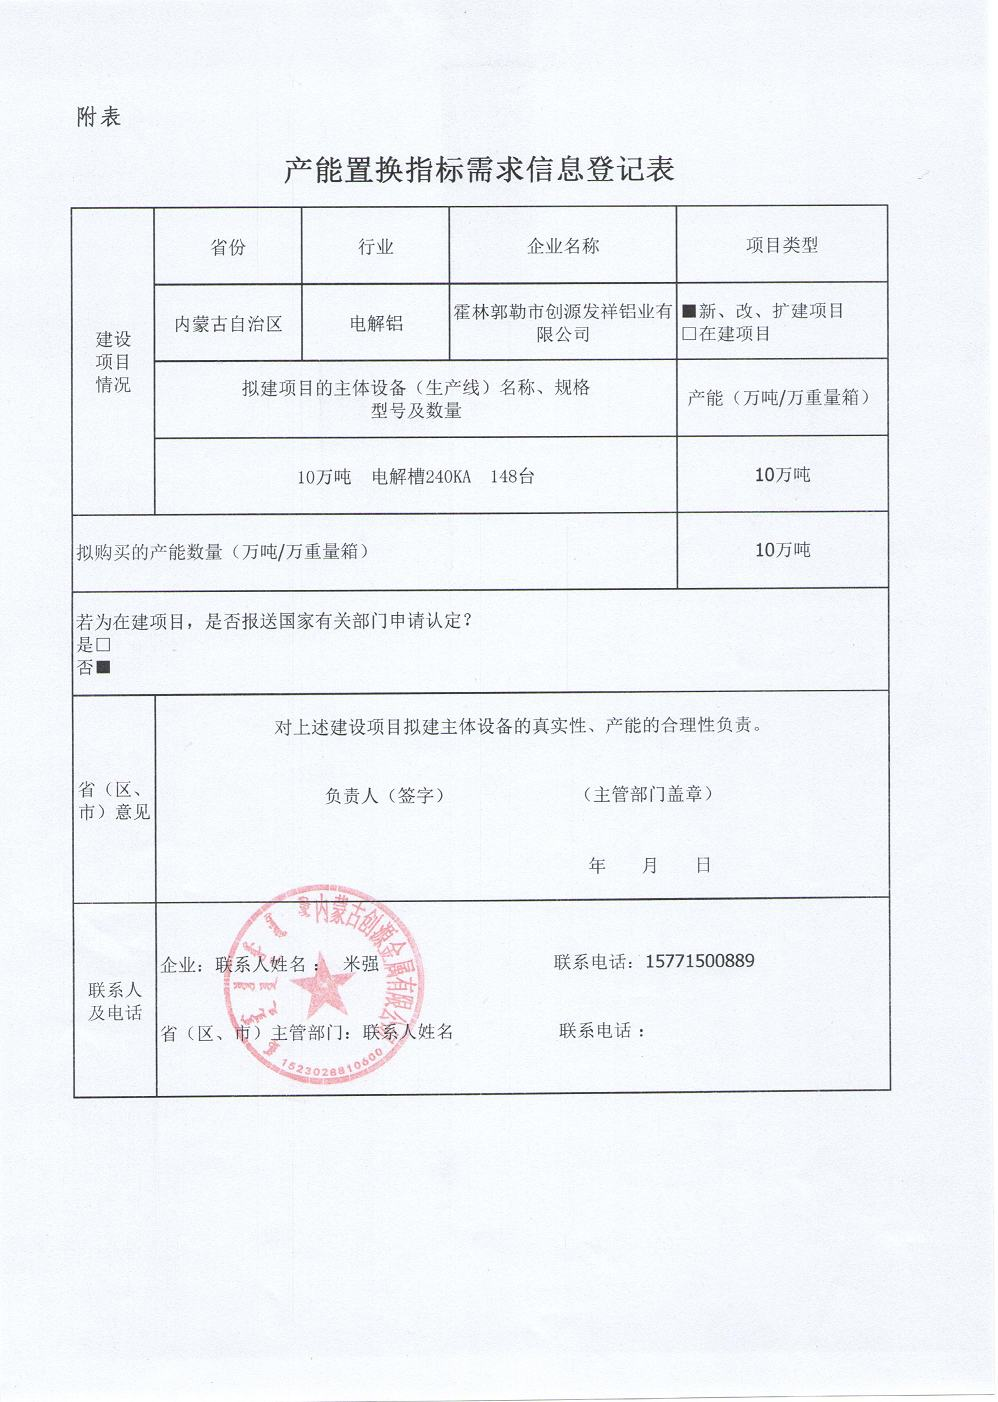 附表
产能置换指标需求信息登记表
建设
项目
情况
省份
行业
企业名称
项目类型
内蒙古自治区
电解铝
霍林郭勒市创源发祥铝业有
限公司
■新、改、扩建项目
□在建项目
拟建项目的主体设备（生产线）名称、规格
型号及数量
产能（万吨/万重量箱）
10万吨 电解槽240KA 148台
10万吨
拟购买的产能数量（万吨/万重量箱）
10万吨
若为在建项目，是否报送国家有关部门申请认定？
是□
否■
省（区、
市）意见
对上述建设项目拟建主体设备的真实性、产能的合理性负责。
负责人（签字）
（主管部门盖章）
年 月 日
联系人
及电话
企业：联系人姓名： 米强
联系电话：15771500889
省（区、市）主管部门：联系人姓名
联系电话：
内蒙古创源金属有限公司
1523028810600